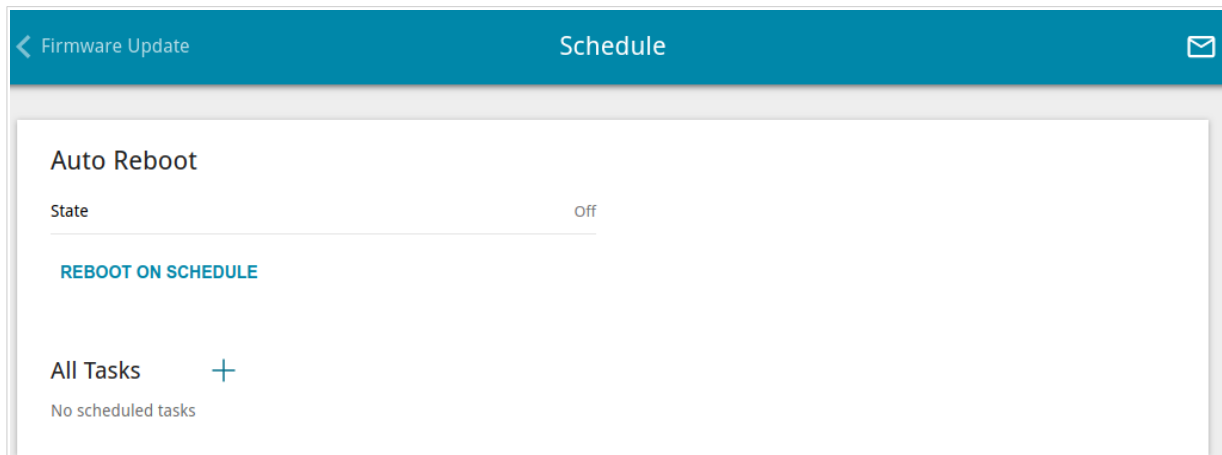 Firmware Update
Schedule
Auto Reboot
State
Off
REBOOT ON SCHEDULE
All Tasks
No scheduled tasks